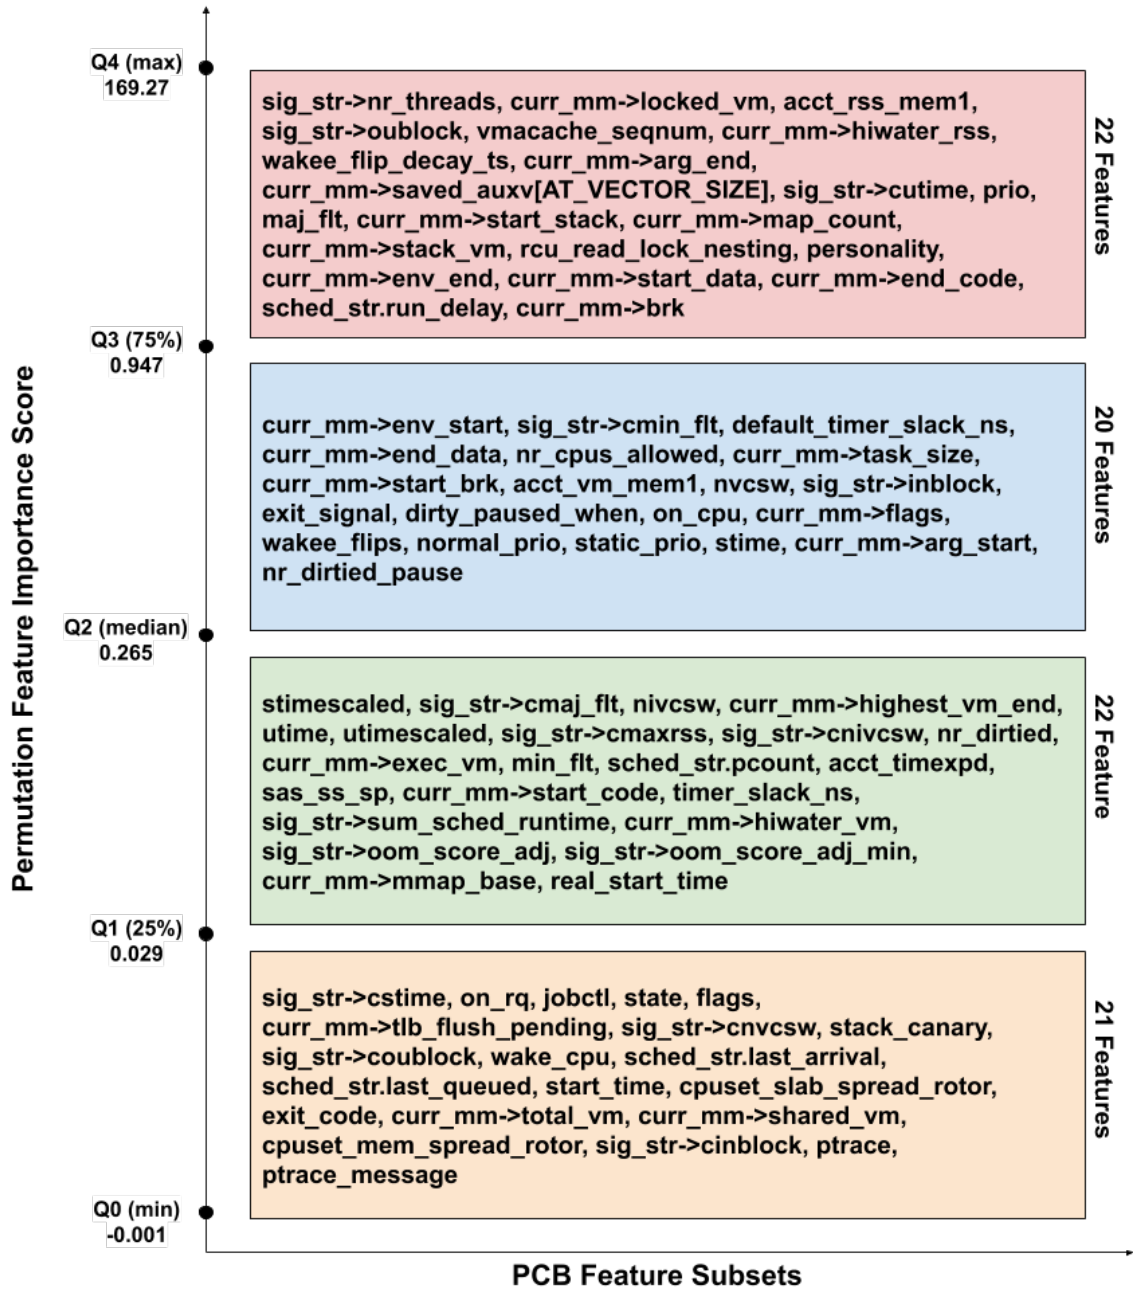 Q4 (max)
169.27
sig_str->nr_threads, curr_mm->locked_vm, acct_rss_mem1,
sig_str->oublock, vmacache_seqnum, curr_mm->hiwater_rss,
wakee_flip_decay_ts, curr_mm->arg_end,
curr_mm->saved_auxv[AT_VECTOR_SIZE], sig_str->cutime, prio,
maj_flt, curr_mm->start_stack, curr_mm->map_count,
curr_mm->stack_vm, rcu_read_lock_nesting, personality,
curr_mm->env_end, curr_mm->start_data, curr_mm->end_code,
sched_str.run_delay, curr_mm->brk
22 Features
Q3 (75%)
0.947
curr_mm->env_start, sig_str->cmin_flt, default_timer_slack_ns,
curr_mm->end_data, nr_cpus_allowed, curr_mm->task_size,
curr_mm->start_brk, acct_vm_mem1, nvcsw, sig_str->inblock,
exit_signal, dirty_paused_when, on_cpu, curr_mm->flags,
wakee_flips, normal_prio, static_prio, stime, curr_mm->arg_start,
nr_dirtied_pause
20 Features
Q2 (median)
0.265
stimescaled, sig_str->cmaj_flt, nivcsw, curr_mm->highest_vm_end,
utime, utimescaled, sig_str->cmaxrss, sig_str->cnivcsw, nr_dirtied,
curr_mm->exec_vm, min_flt, sched_str.pcount, acct_timexpd,
sas_ss_sp, curr_mm->start_code, timer_slack_ns,
sig_str->sum_sched_runtime, curr_mm->hiwater_vm,
sig_str->oom_score_adj, sig_str->oom_score_adj_min,
curr_mm->mmap_base, real_start_time
22 Feature
Q1 (25%)
0.029
sig_str->cstime, on_rq, jobctl, state, flags,
curr_mm->tlb_flush_pending, sig_str->cnvcsw, stack_canary,
sig_str->coublock, wake_cpu, sched_str.last_arrival,
sched_str.last_queued, start_time, cpuset_slab_spread_rotor,
exit_code, curr_mm->total_vm, curr_mm->shared_vm,
cpuset_mem_spread_rotor, sig_str->cinblock, ptrace,
ptrace_message
21 Features
Q0 (min)
-0.001
Permutation Feature Importance Score
PCB Feature Subsets